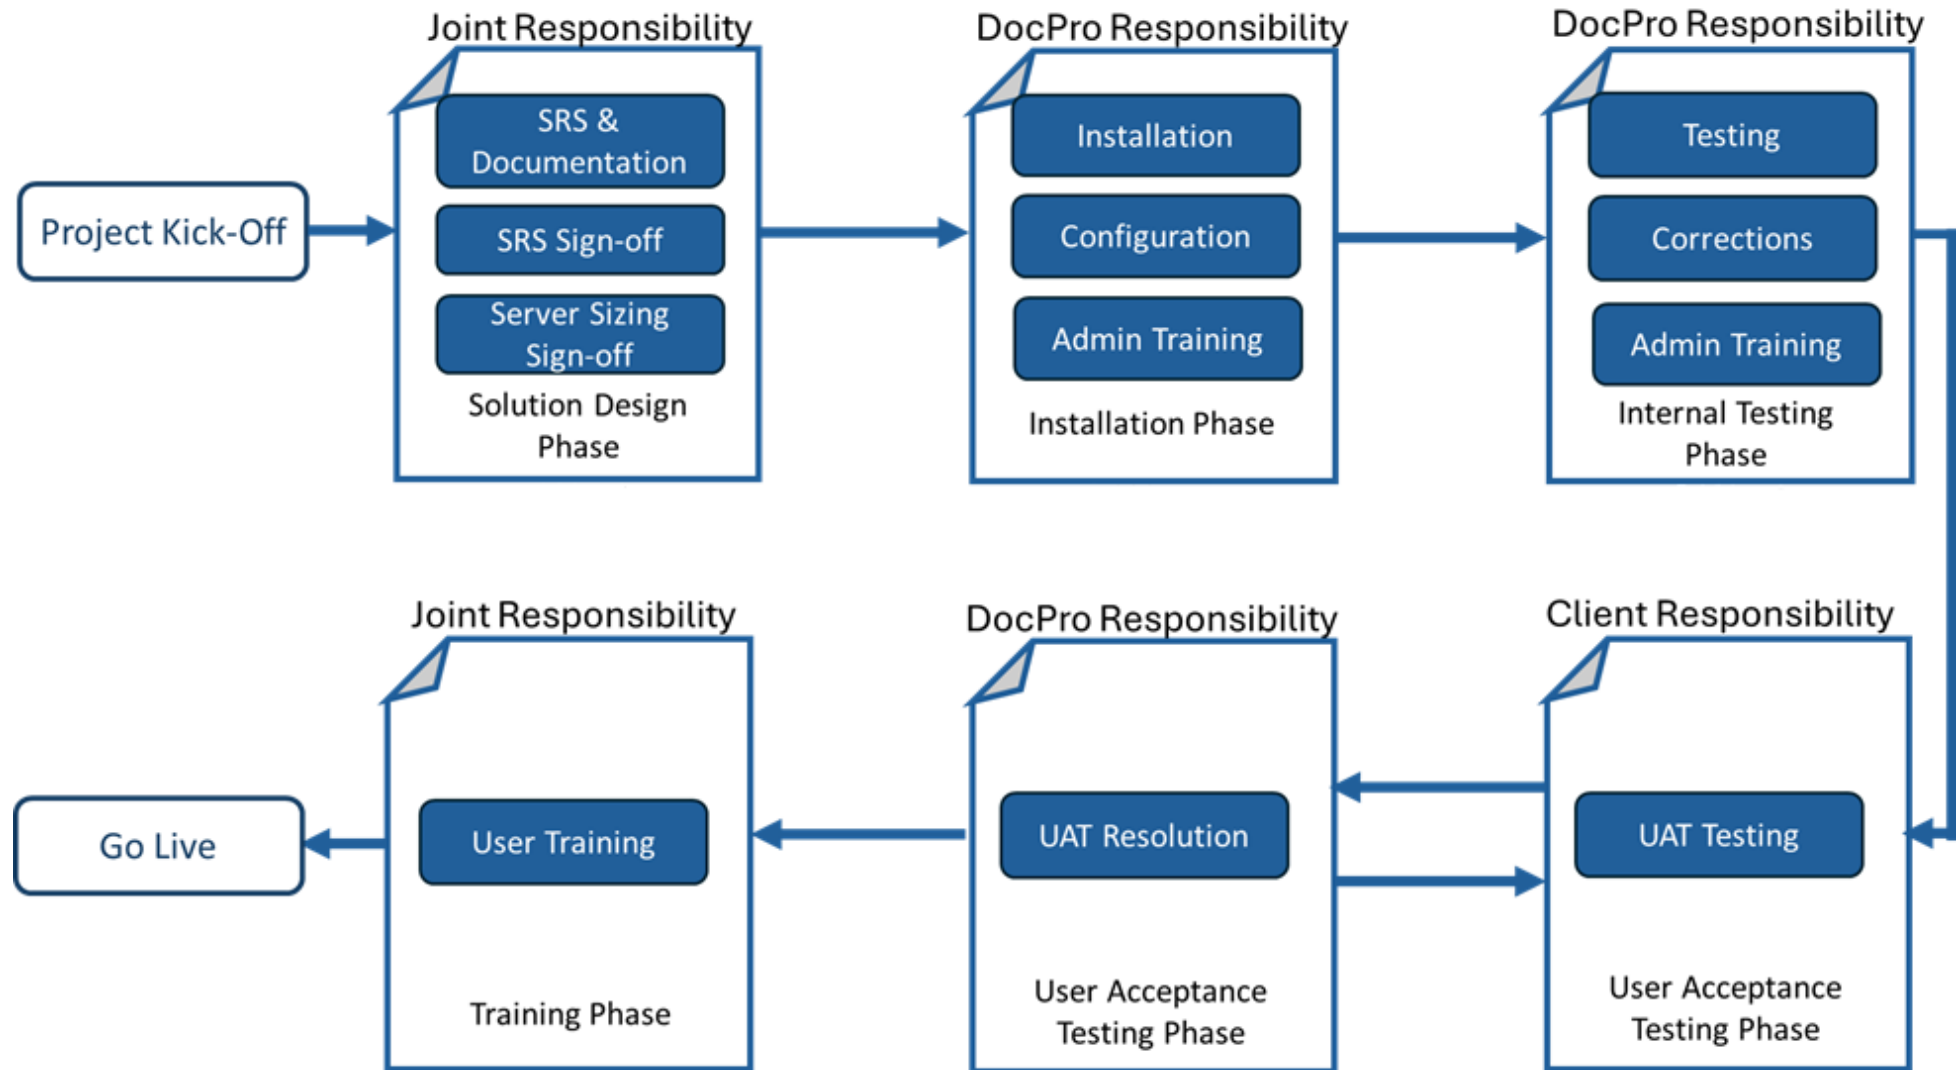 Joint Responsibility
DocPro Responsibility
DocPro Responsibility
Project Kick-Off
SRS &
Documentation
SRS Sign-off
Server Sizing
Sign-off
Solution Design
Phase
Installation
Configuration
Admin Training
Installation Phase
Testing
Corrections
Admin Training
Internal Testing
Phase
Joint Responsibility
DocPro Responsibility
Client Responsibility
Go Live
User Training
Training Phase
UAT Resolution
User Acceptance
Testing Phase
UAT Testing
User Acceptance
Testing Phase